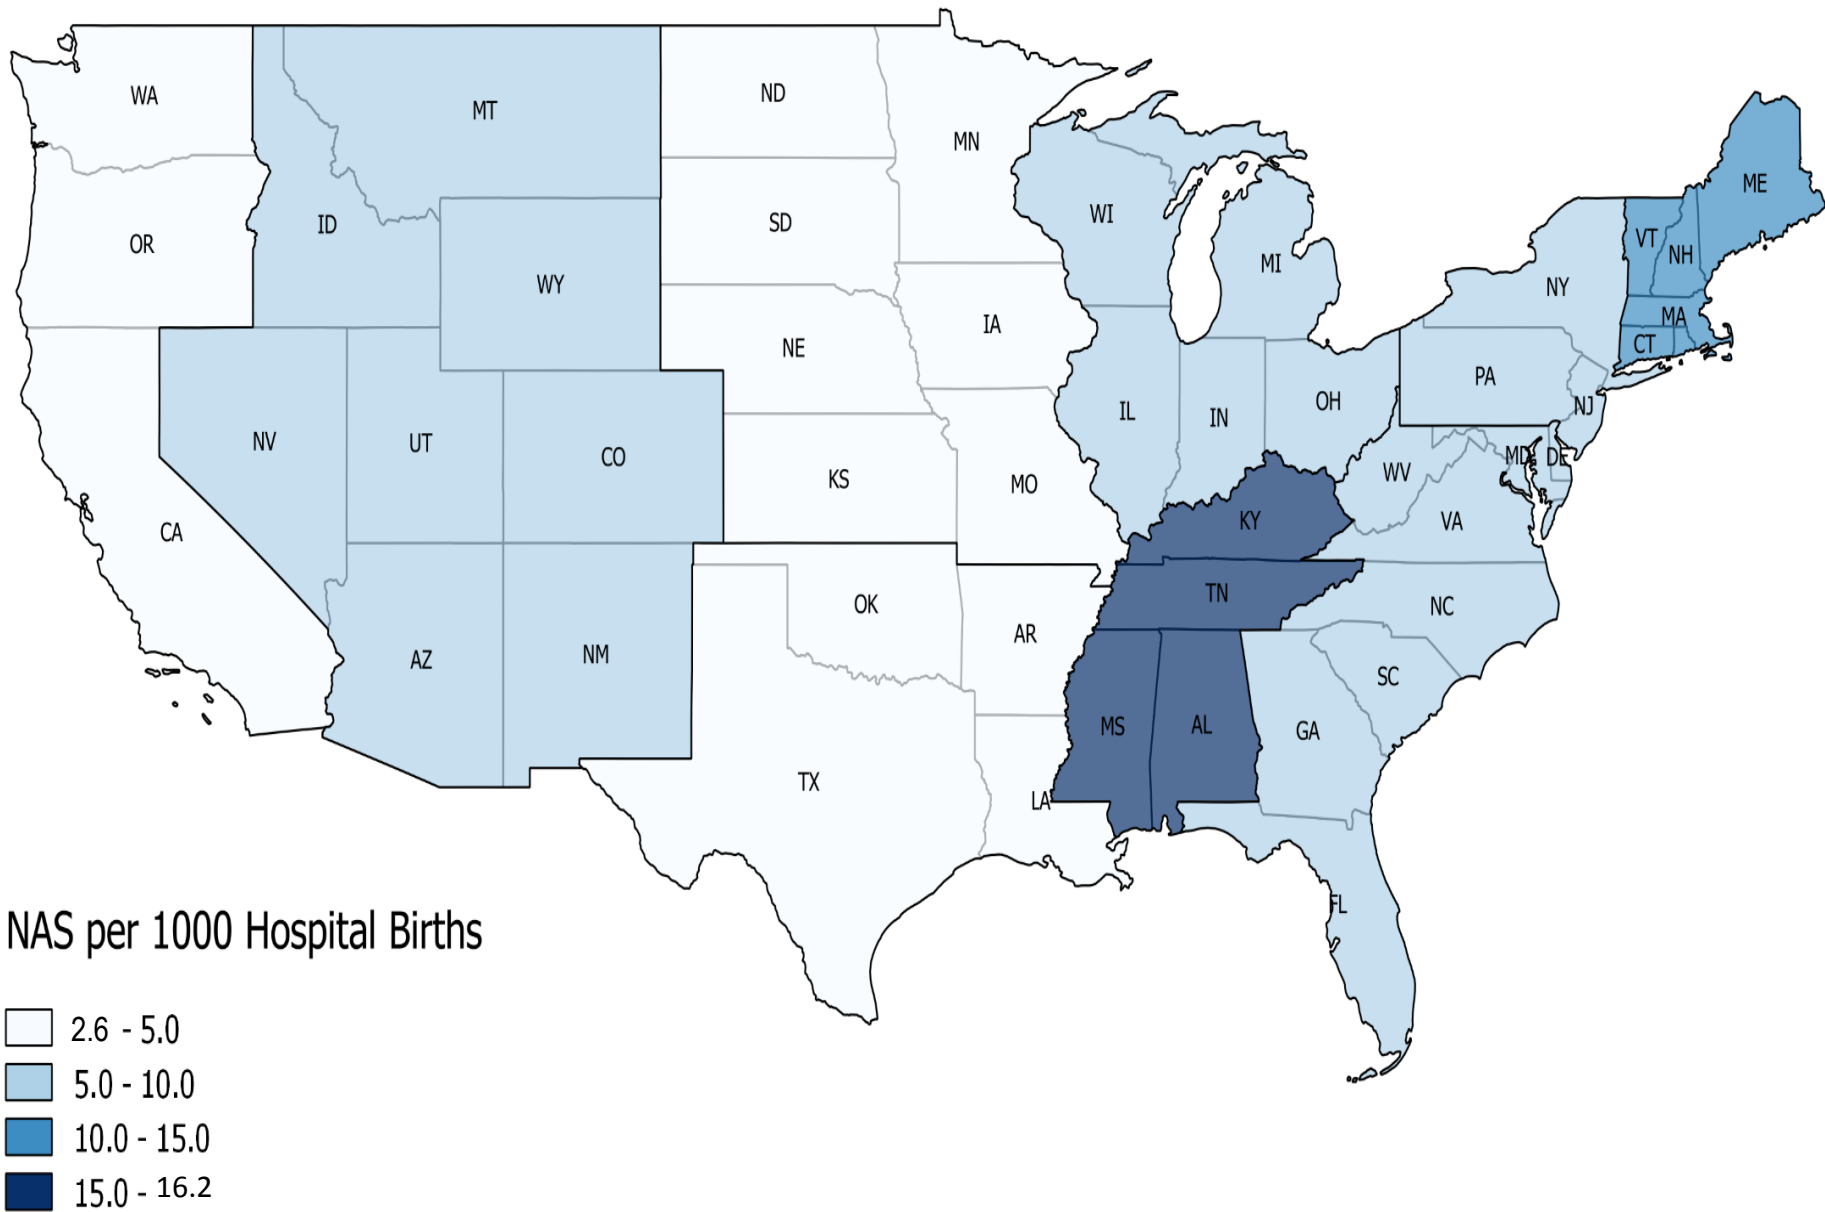 WA
MT
ND
MN
ME
OR
ID
SD
WI
VT
NH
WY
MI
NY
NE
IA
MA
CT
PA
NV
UT
CO
KS
MO
IL
IN
OH
NJ
WV
MD
DE
CA
KY
VA
OK
AR
TN
NC
AZ
NM
SC
TX
LA
MS
AL
GA
FL
NAS per 1000 Hospital Births
2.6 - 5.0
5.0 - 10.0
10.0 - 15.0
15.0 - 16.2